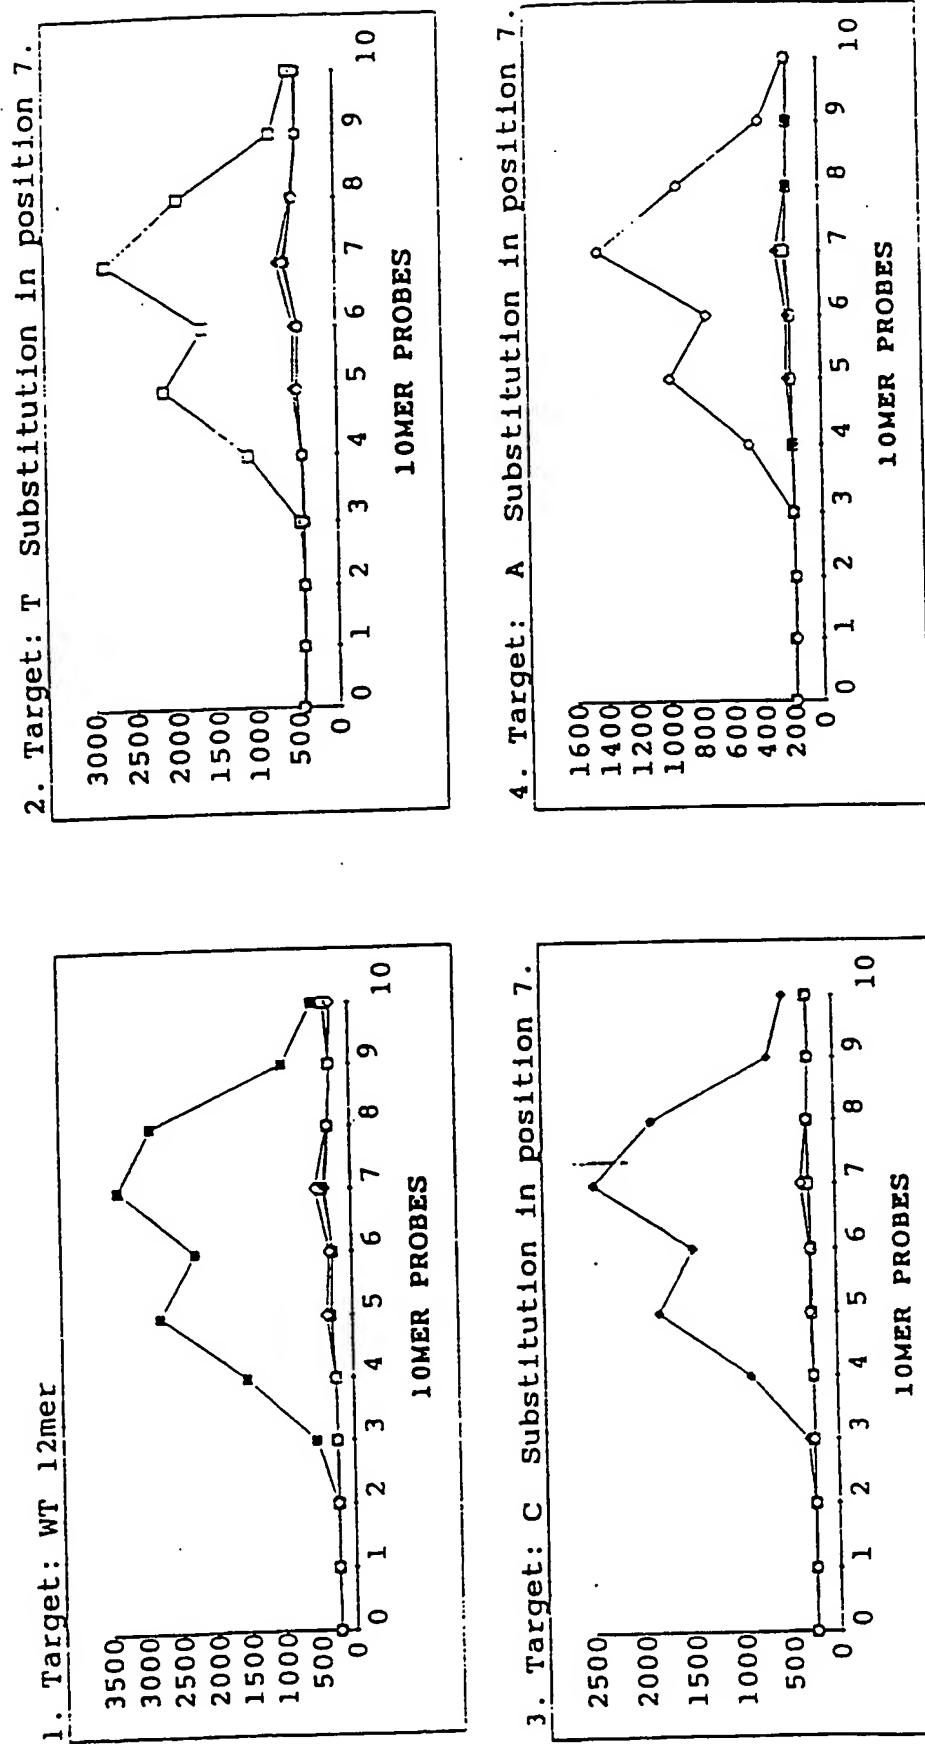 1. Target: WT 12mer
3500
3000
2500
2000
1500
1000
500
0
0 1 2 3 4 5 6 7 8 9 10
10MER PROBES
2. Target: T Substitution in position 7.
3000
2500
2000
1500
1000
500
0
0 1 2 3 4 5 6 7 8 9 10
10MER PROBES
3. Target: C Substitution in position 7.
2500
2000
1500
1000
500
0
0 1 2 3 4 5 6 7 8 9 10
10MER PROBES
4. Target: A Substitution in position 7.
1600
1400
1200
1000
800
600
400
200
0
0 1 2 3 4 5 6 7 8 9 10
10MER PROBES